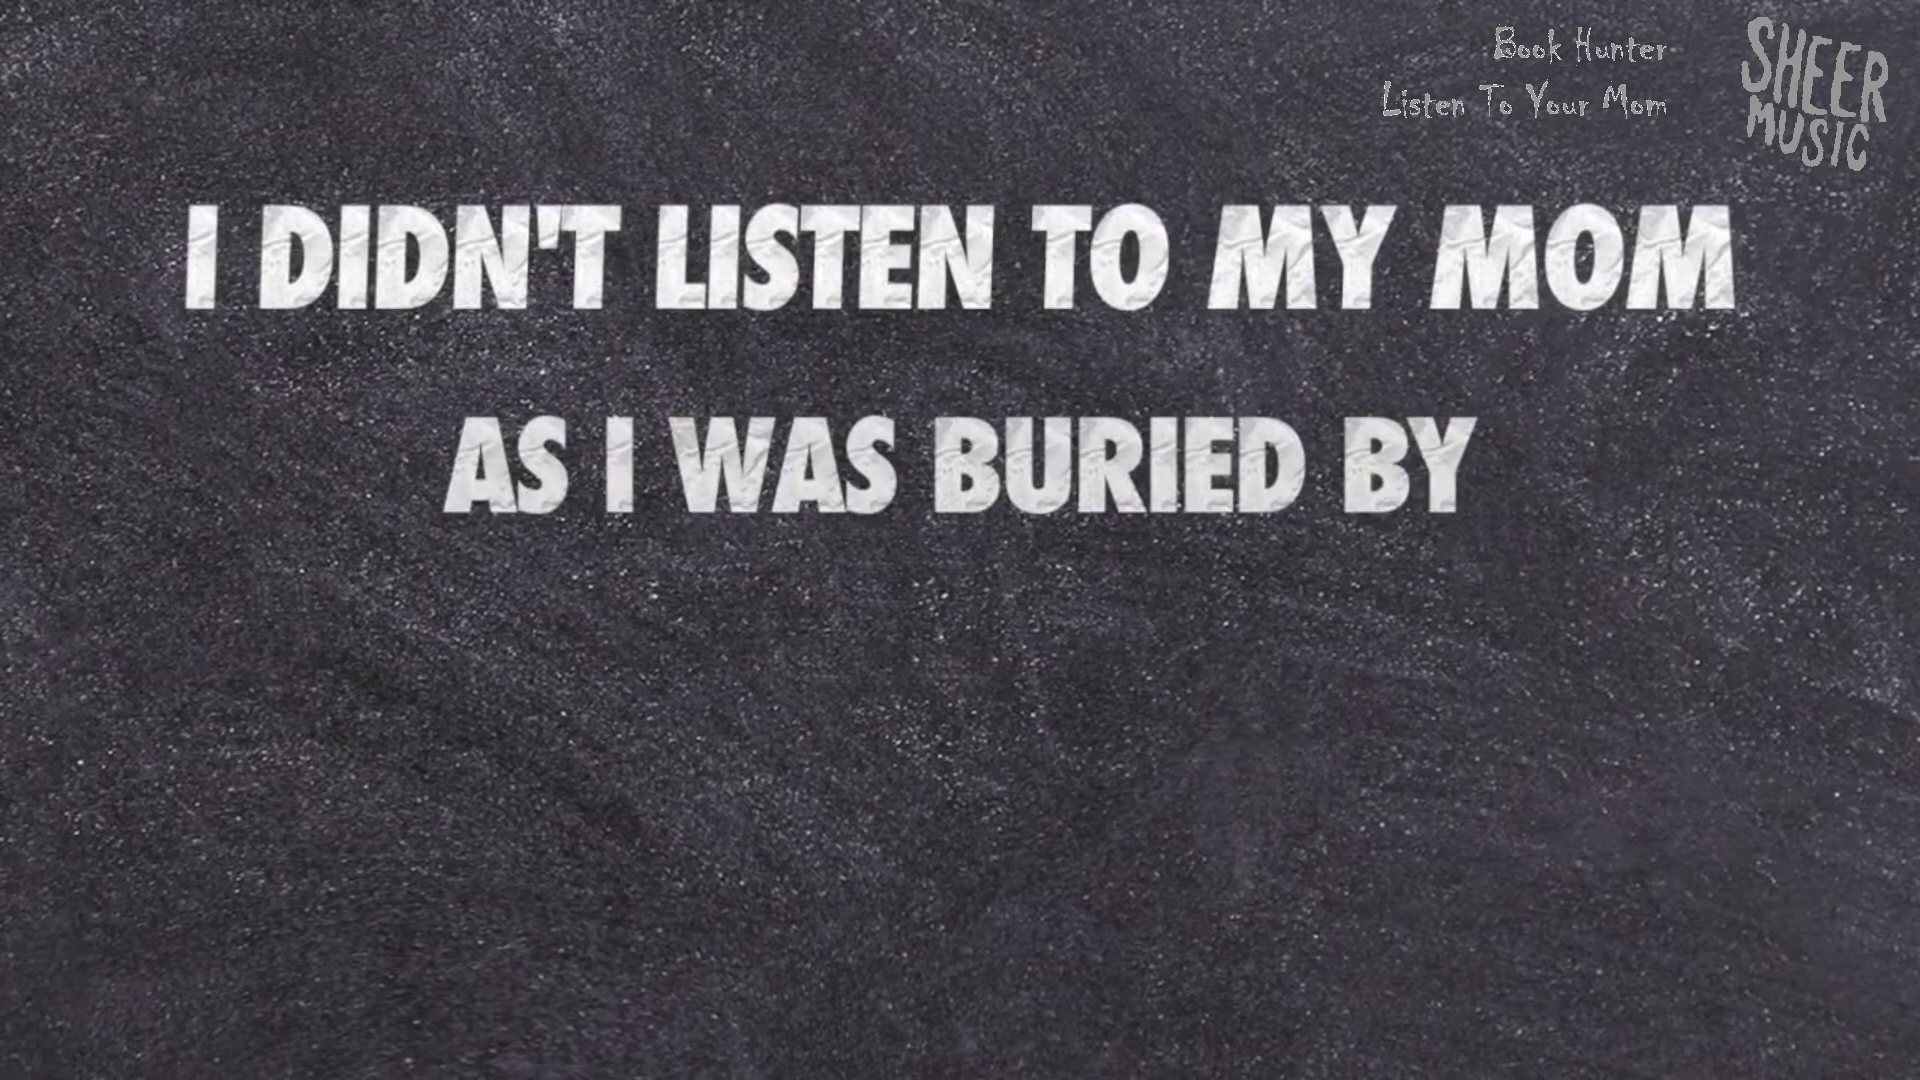 Book Hunter
Listen To Your Mom
SHEER
MUSIC
I DIDN'T LISTEN TO MY MOM
AS I WAS BURIED BY